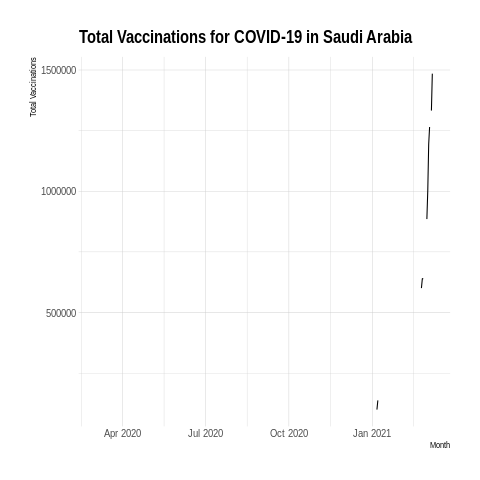 Total Vaccinations for COVID-19 in Saudi Arabia
Total Vaccinations
1500000
1000000
500000
Apr 2020 Jul 2020 Oct 2020 Jan 2021
Month